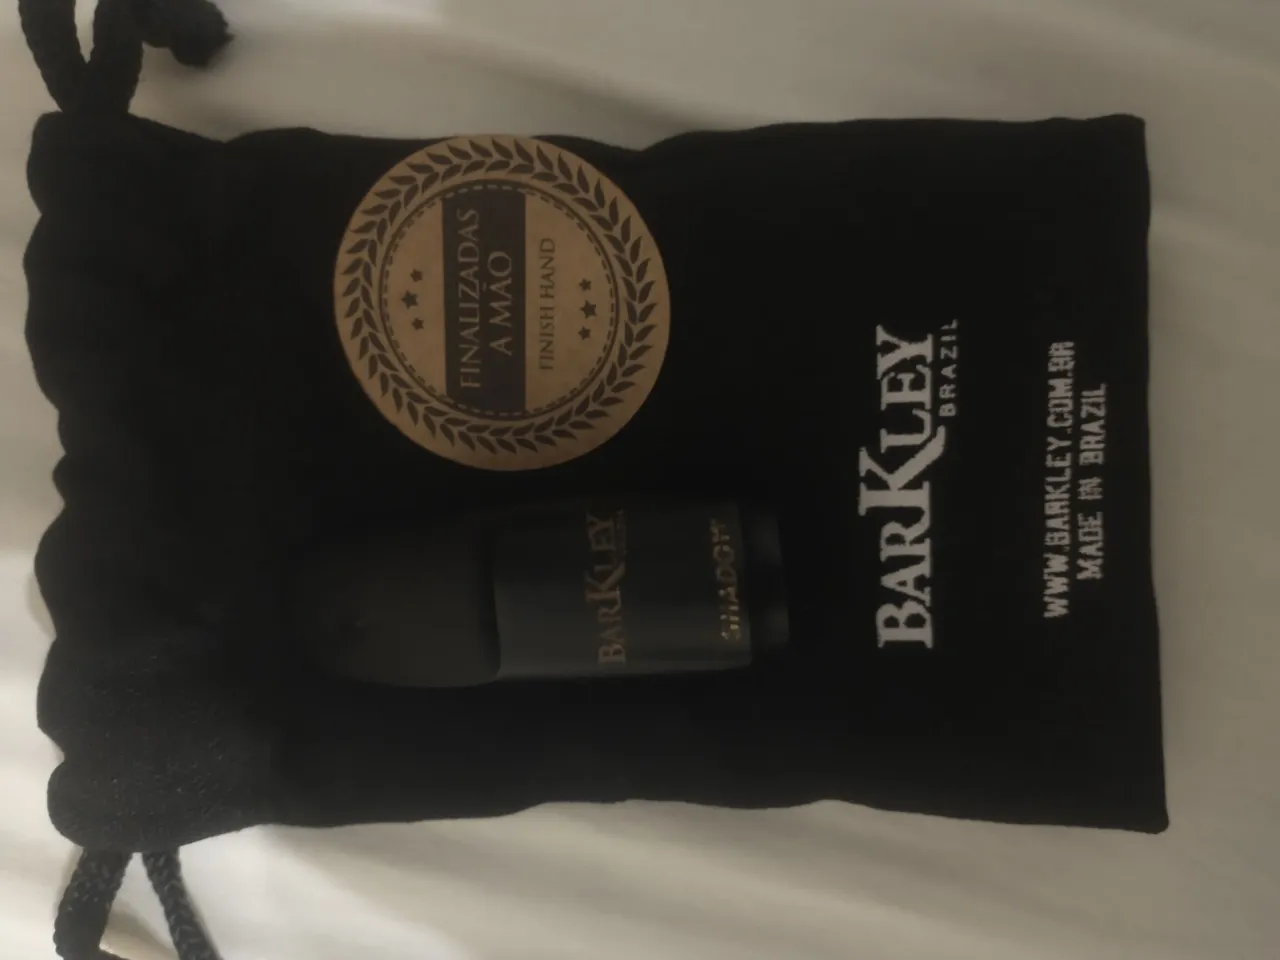 FINALIZADAS
A MÃO
FINISH HAND
BARKLEY
SHADOW
BARKLEY
BRAZIL
WWW.BARKLEY.COM.BR
MADE IN BRAZIL